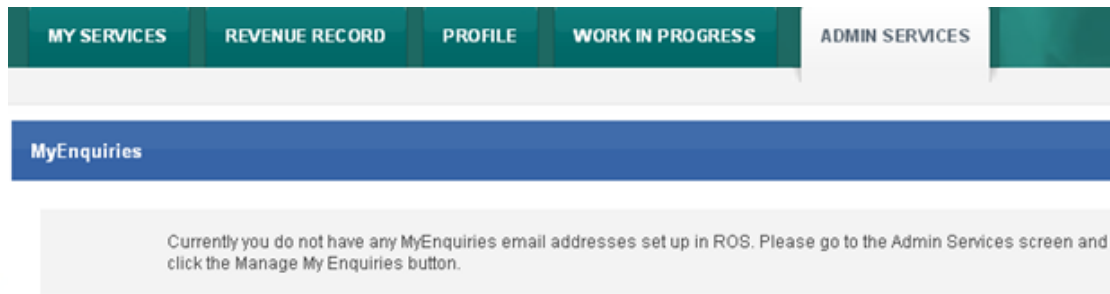 MY SERVICES REVENUE RECORD PROFILE WORK IN PROGRESS ADMIN SERVICES
MyEnquiries
Currently you do not have any MyEnquiries email addresses set up in ROS. Please go to the Admin Services screen and
click the Manage My Enquiries button.